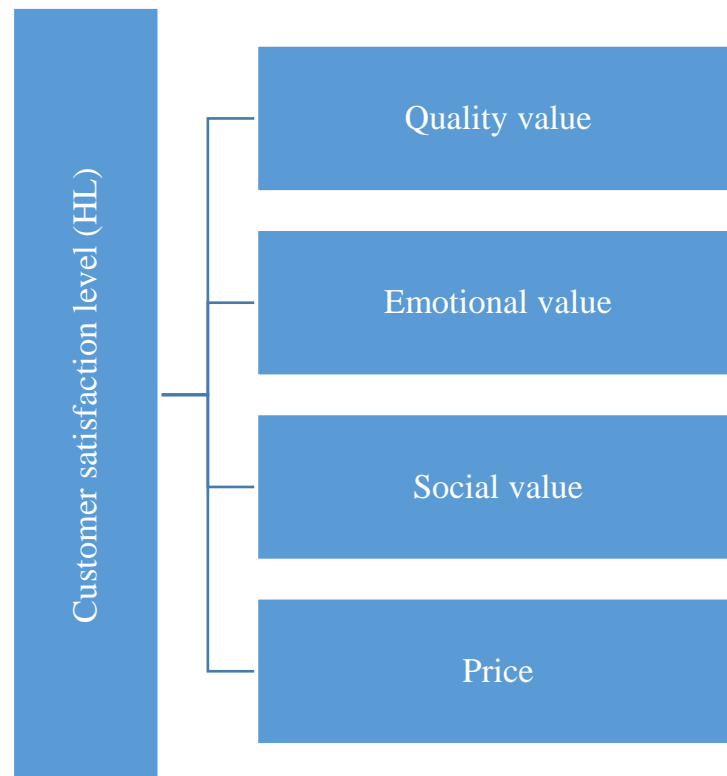 Customer satisfaction level (HL)
Quality value
Emotional value
Social value
Price